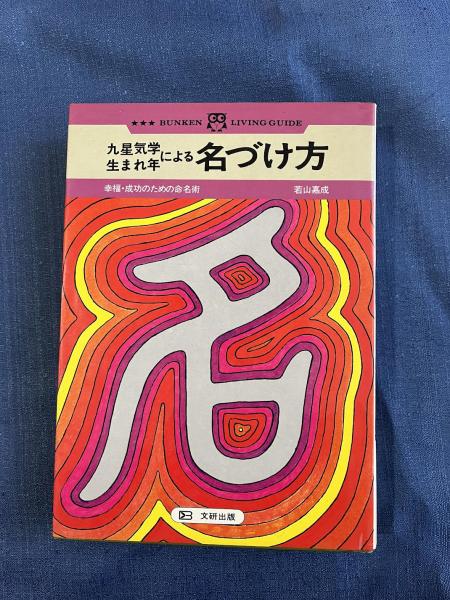 ★★★ BUNKEN LIVING GUIDE
九星気学
生まれ年
による名づけ方
幸福・成功のための命名術 若山嘉成
名
文研出版